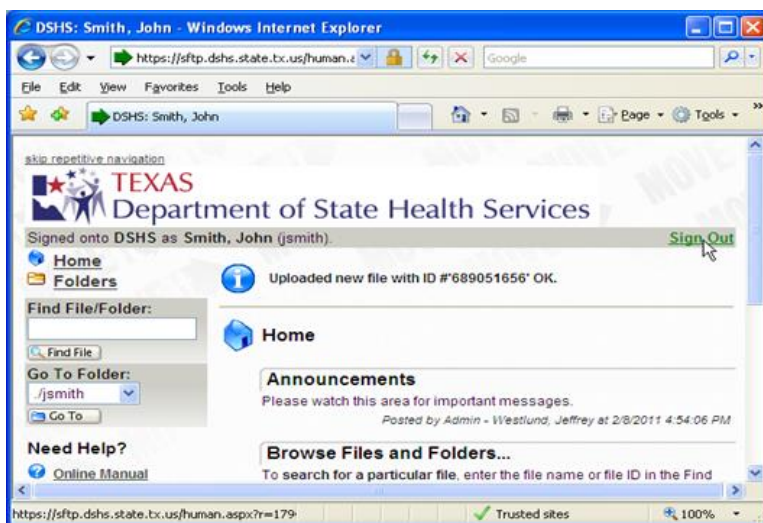 DSHS: Smith, John - Windows Internet Explorer
https://sftp.dshs.state.tx.us/human.a
Google
File Edit View Favorites Tools Help
DSHS: Smith, John
Page Tools
skip repetitive navigation
TEXAS
Department of State Health Services
Signed onto DSHS as Smith, John (jsmith). Sign Out
Home
Folders
Uploaded new file with ID #'689051656' OK.
Find File/Folder:
Find File
Home
Go To Folder:
./jsmith
Go To
Announcements
Please watch this area for important messages.
Posted by Admin - Westlund, Jeffrey at 2/8/2011 4:54:06 PM
Need Help?
Online Manual
Browse Files and Folders...
To search for a particular file, enter the file name or file ID in the Find
https://sftp.dshs.state.tx.us/human.aspx?r=179 Trusted sites 100%